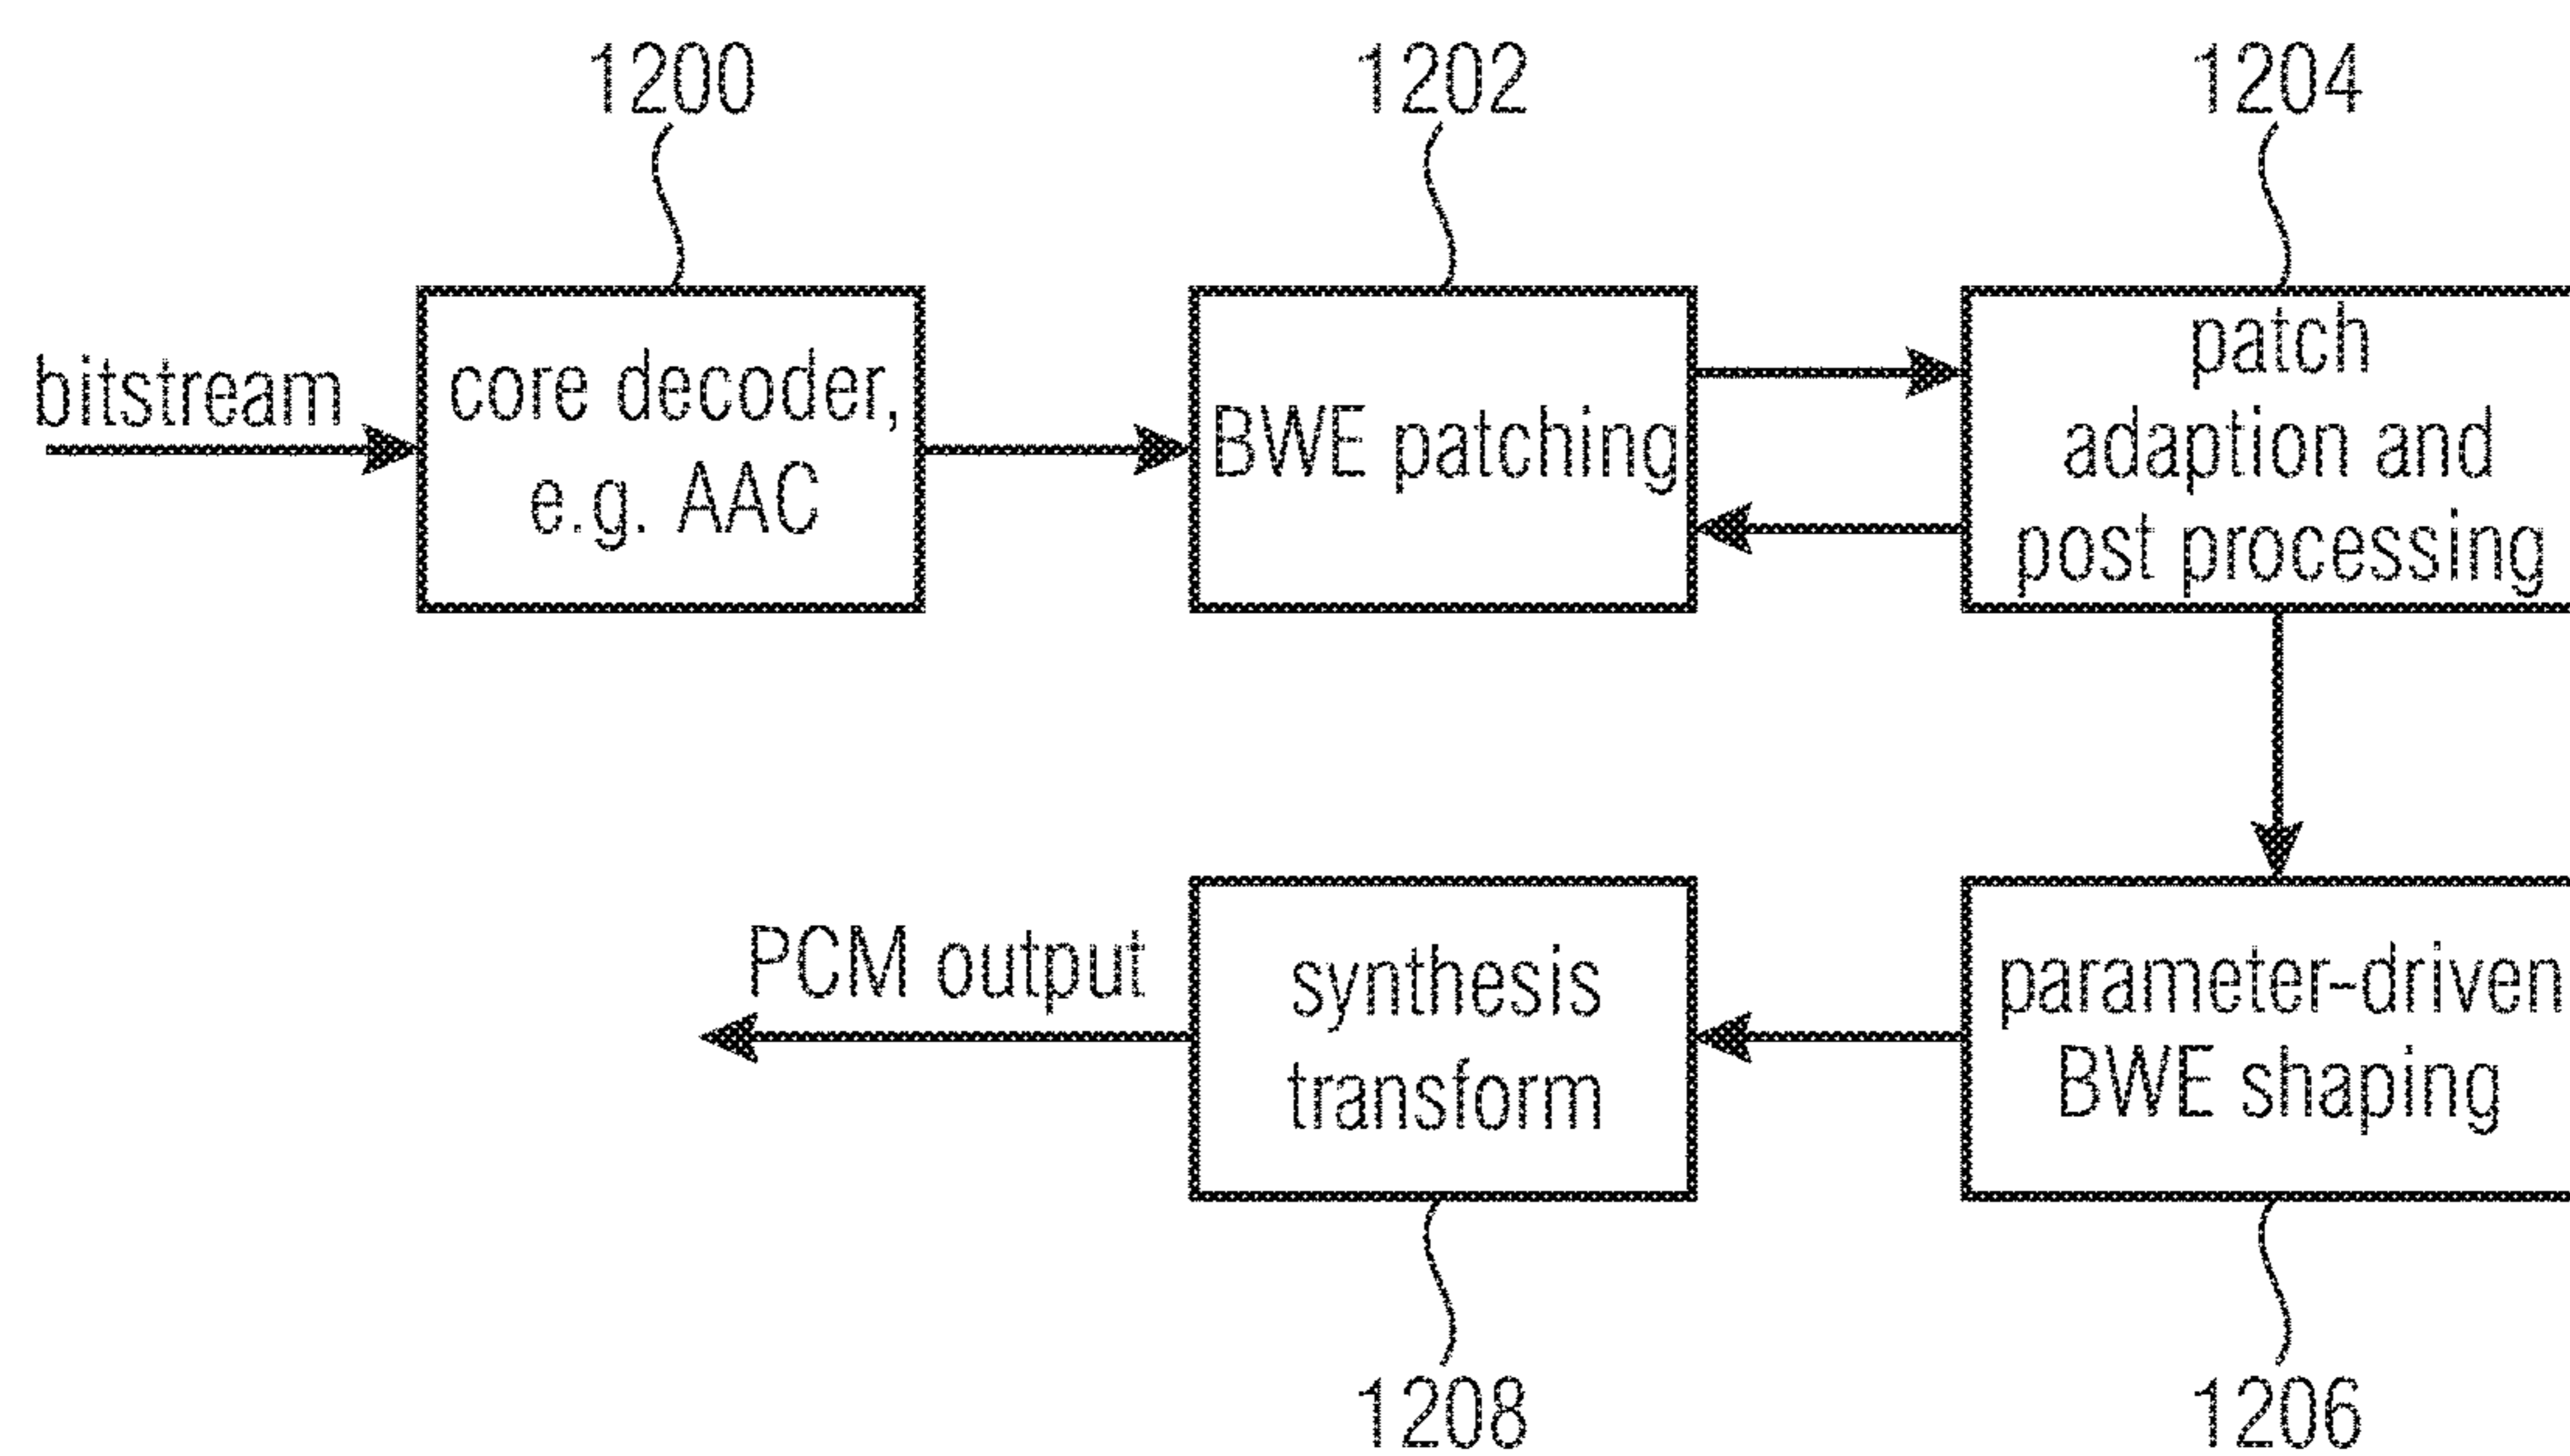 1200
1202
1204
bitstream
core decoder,
e.g. AAC
BWE patching
patch
adaption and
post processing
PCM output
synthesis
transform
parameter-driven
BWE shaping
1208
1206